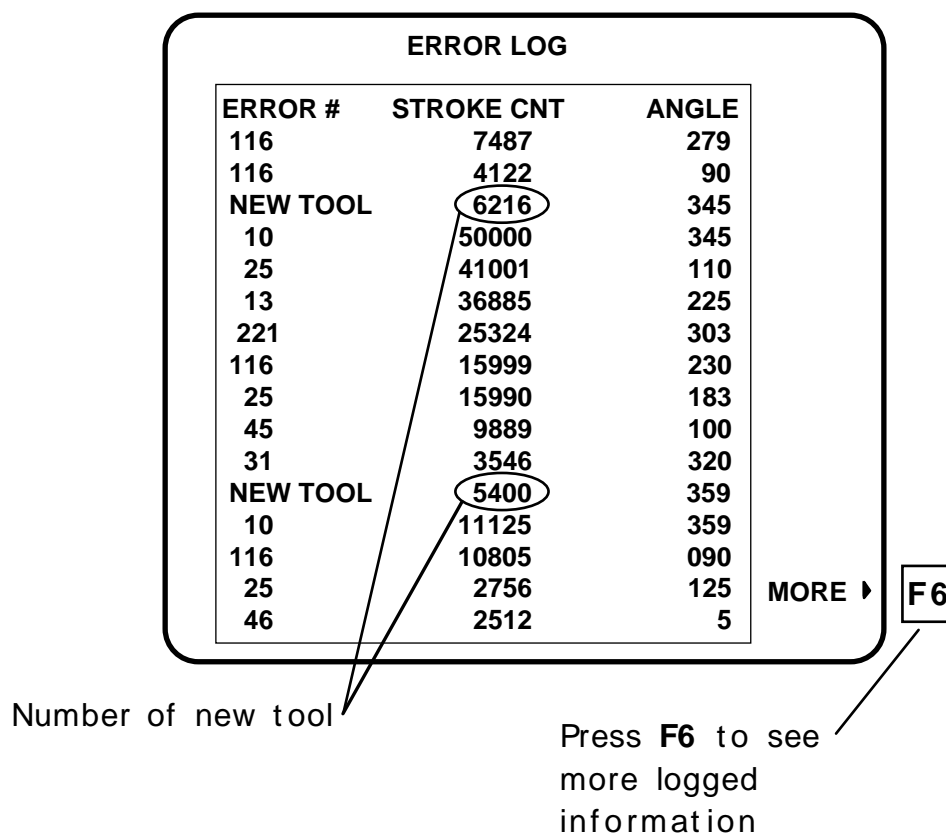 ERROR LOG
ERROR # STROKE CNT ANGLE
116 7487 279
116 4122 90
NEW TOOL 6216 345
10 50000 345
25 41001 110
13 36885 225
221 25324 303
116 15999 230
25 15990 183
45 9889 100
31 3546 320
NEW TOOL 5400 359
10 11125 359
116 10805 090
25 2756 125
46 2512 5
MORE
F6
Number of new tool
Press F6 to see
more logged
information